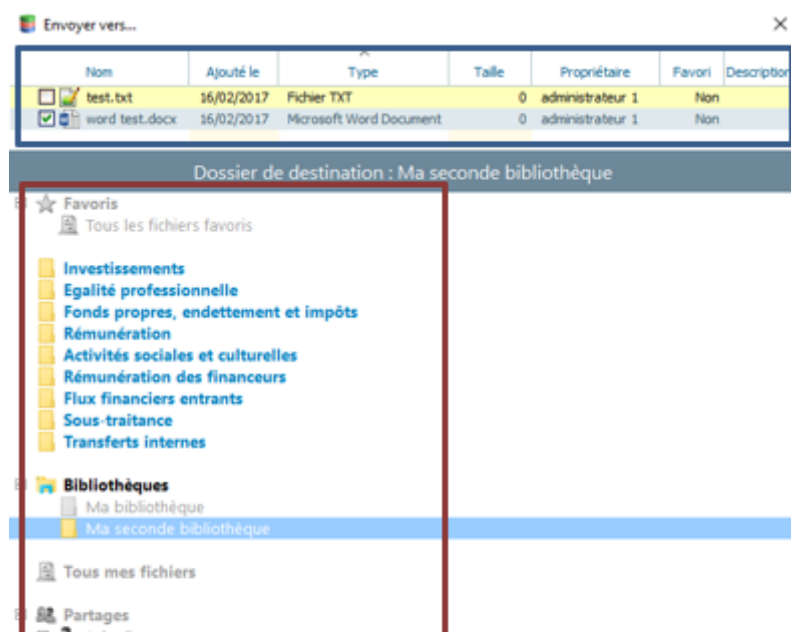 Envoyer vers...
Nom Ajouté le Type Taille Propriétaire Favori Description
test.txt 16/02/2017 Fichier TXT 0 administrateur 1 Non
word test.docx 16/02/2017 Microsoft Word Document 0 administrateur 1 Non
Dossier de destination : Ma seconde bibliothèque
Favoris
Tous les fichiers favoris
Investissements
Egalité professionnelle
Fonds propres, endettement et impôts
Rémunération
Activités sociales et culturelles
Rémunération des financeurs
Flux financiers entrants
Sous-traitance
Transferts internes
Bibliothèques
Ma bibliothèque
Ma seconde bibliothèque
Tous mes fichiers
Partages